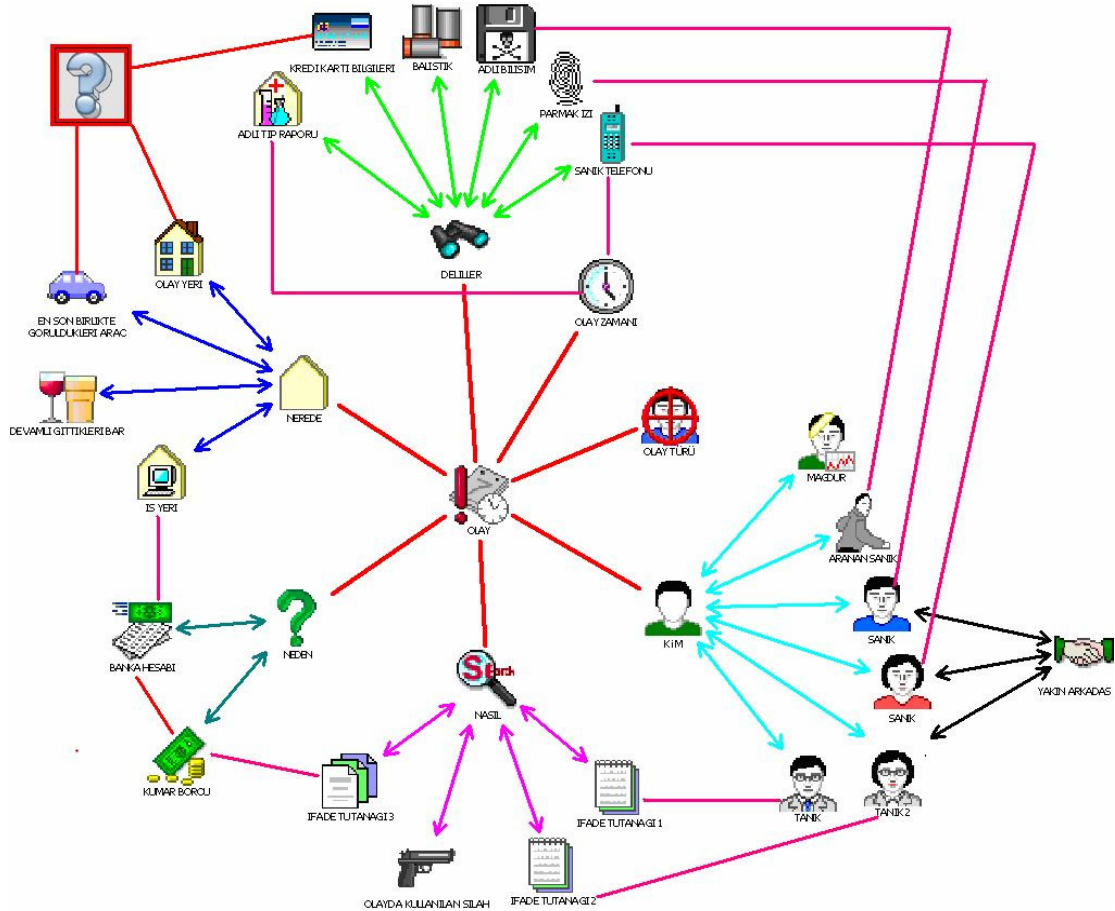 KREDI KARTI BILGILERI
BALISTIK
ADLI BILISIM
PARMAK IZI
ADLI TIP RAPORU
SANIK TELEFONU
DELILLER
OLAY YERI
OLAY ZAMANI
EN SON BIRLIKTE
GORULDUKLERI ARAC
NEREDE
DEVAMLI GITTIKLERI BAR
OLAY TÜRÜ
MAGDUR
IS YERI
OLAY
ARANAN SANIK
KiM
SANIK
BANKA HESABI
NEDEN
YAKIN ARKADAS
SANIK
NASIL
KUMAR BORCU
IFADE TUTANAGI 3
IFADE TUTANAGI 1
TANIK
TANIK 2
OLAYDA KULLANILAN SILAH
IFADE TUTANAGI 2